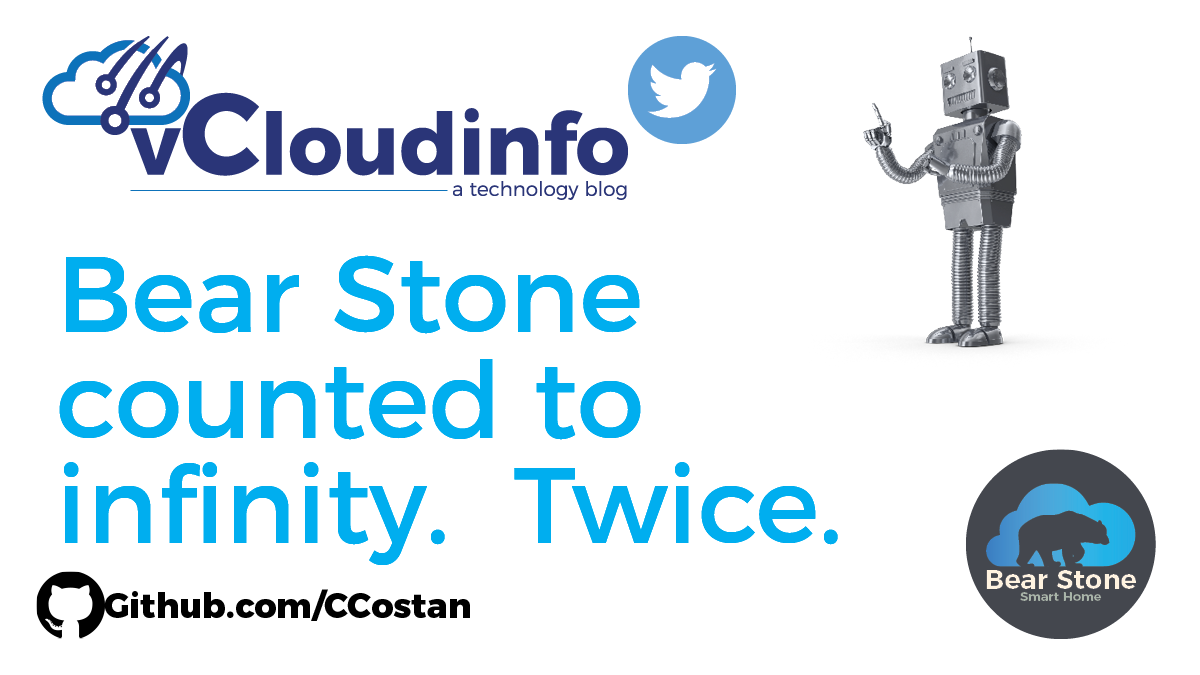 vCloudinfo
a technology blog
Bear Stone
counted to
infinity.  Twice.
Github.com/CCostan
Bear Stone
Smart Home